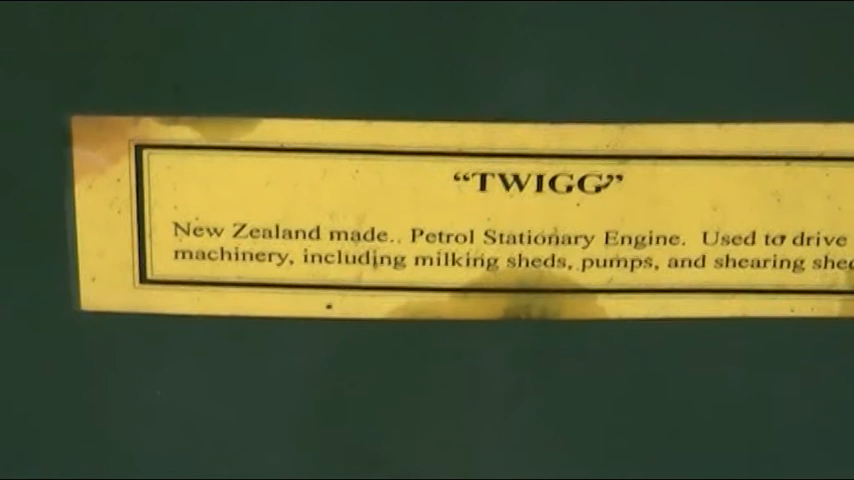 “TWIGG”
New Zealand made.. Petrol Stationary Engine. Used to drive
machinery, including milking sheds, pumps, and shearing